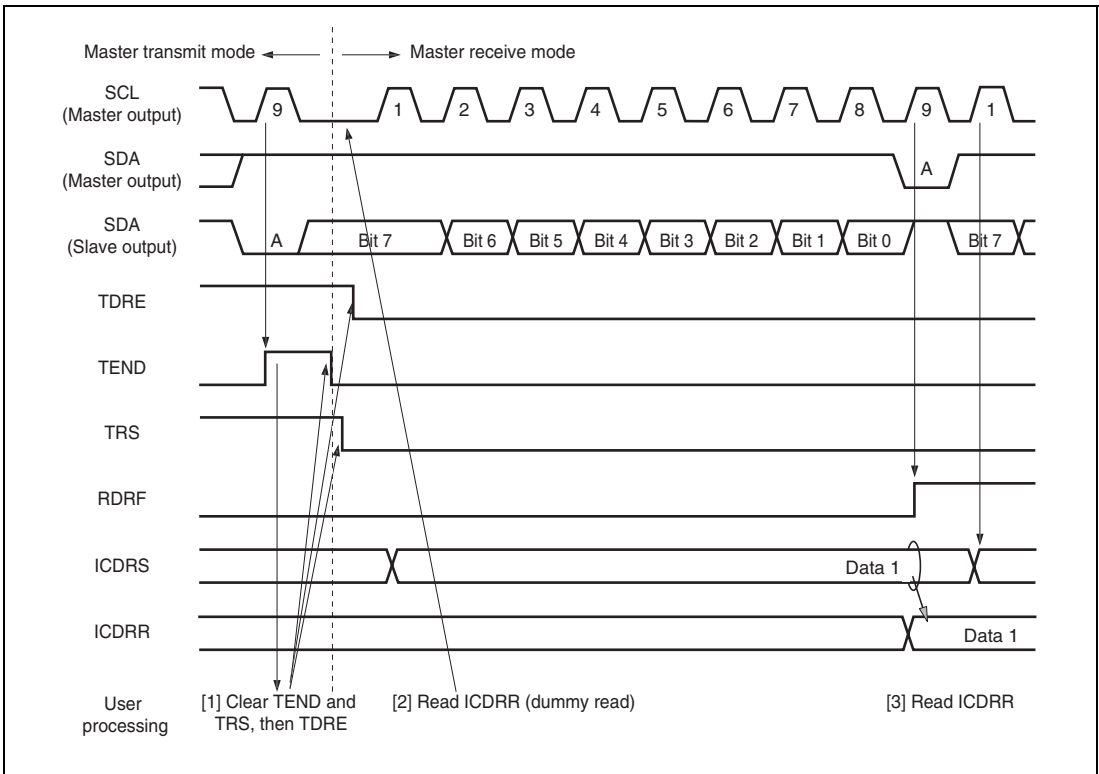 Master transmit mode Master receive mode
SCL
(Master output)
9 1 2 3 4 5 6 7 8 9 1
SDA
(Master output)
A
SDA
(Slave output)
A Bit 7 Bit 6 Bit 5 Bit 4 Bit 3 Bit 2 Bit 1 Bit 0 Bit 7
TDRE
TEND
TRS
RDRF
ICDRS
Data 1
ICDRR
Data 1
User
processing
[1] Clear TEND and
TRS, then TDRE
[2] Read ICDRR (dummy read)
[3] Read ICDRR